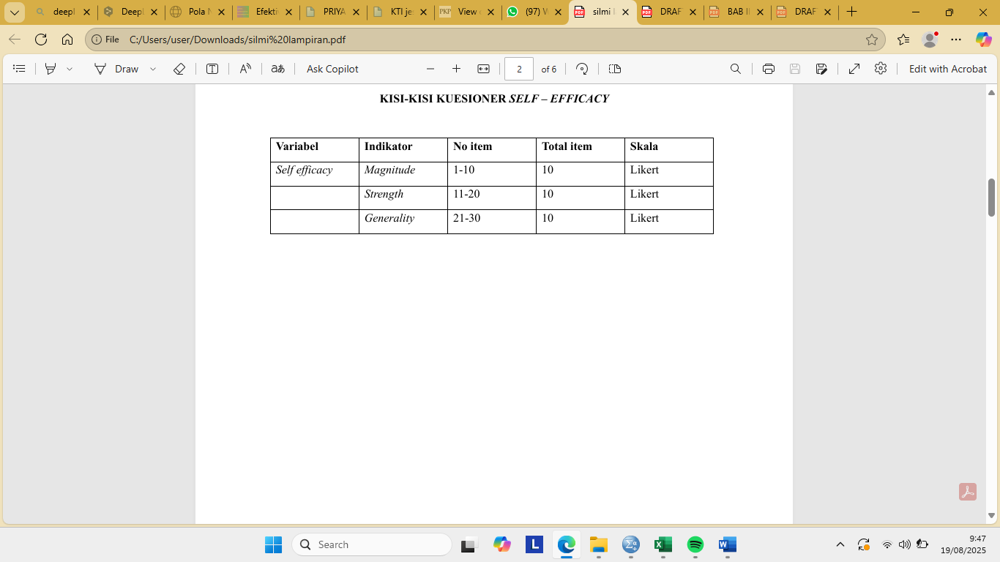 deepl
Deepl
Pola
Efekti
PRIYA
KTI je
PKP View
(97) W
silmi
DRAF
BAB II
DRAF
File C:/Users/user/Downloads/silmi%20lampiran.pdf
Draw
aあ
Ask Copilot
2 of 6
Edit with Acrobat
KISI-KISI KUESIONER SELF – EFFICACY
Variabel Indikator No item Total item Skala
Self efficacy Magnitude 1-10 10 Likert
Strength 11-20 10 Likert
Generality 21-30 10 Likert
Search
L
9:47
19/08/2025